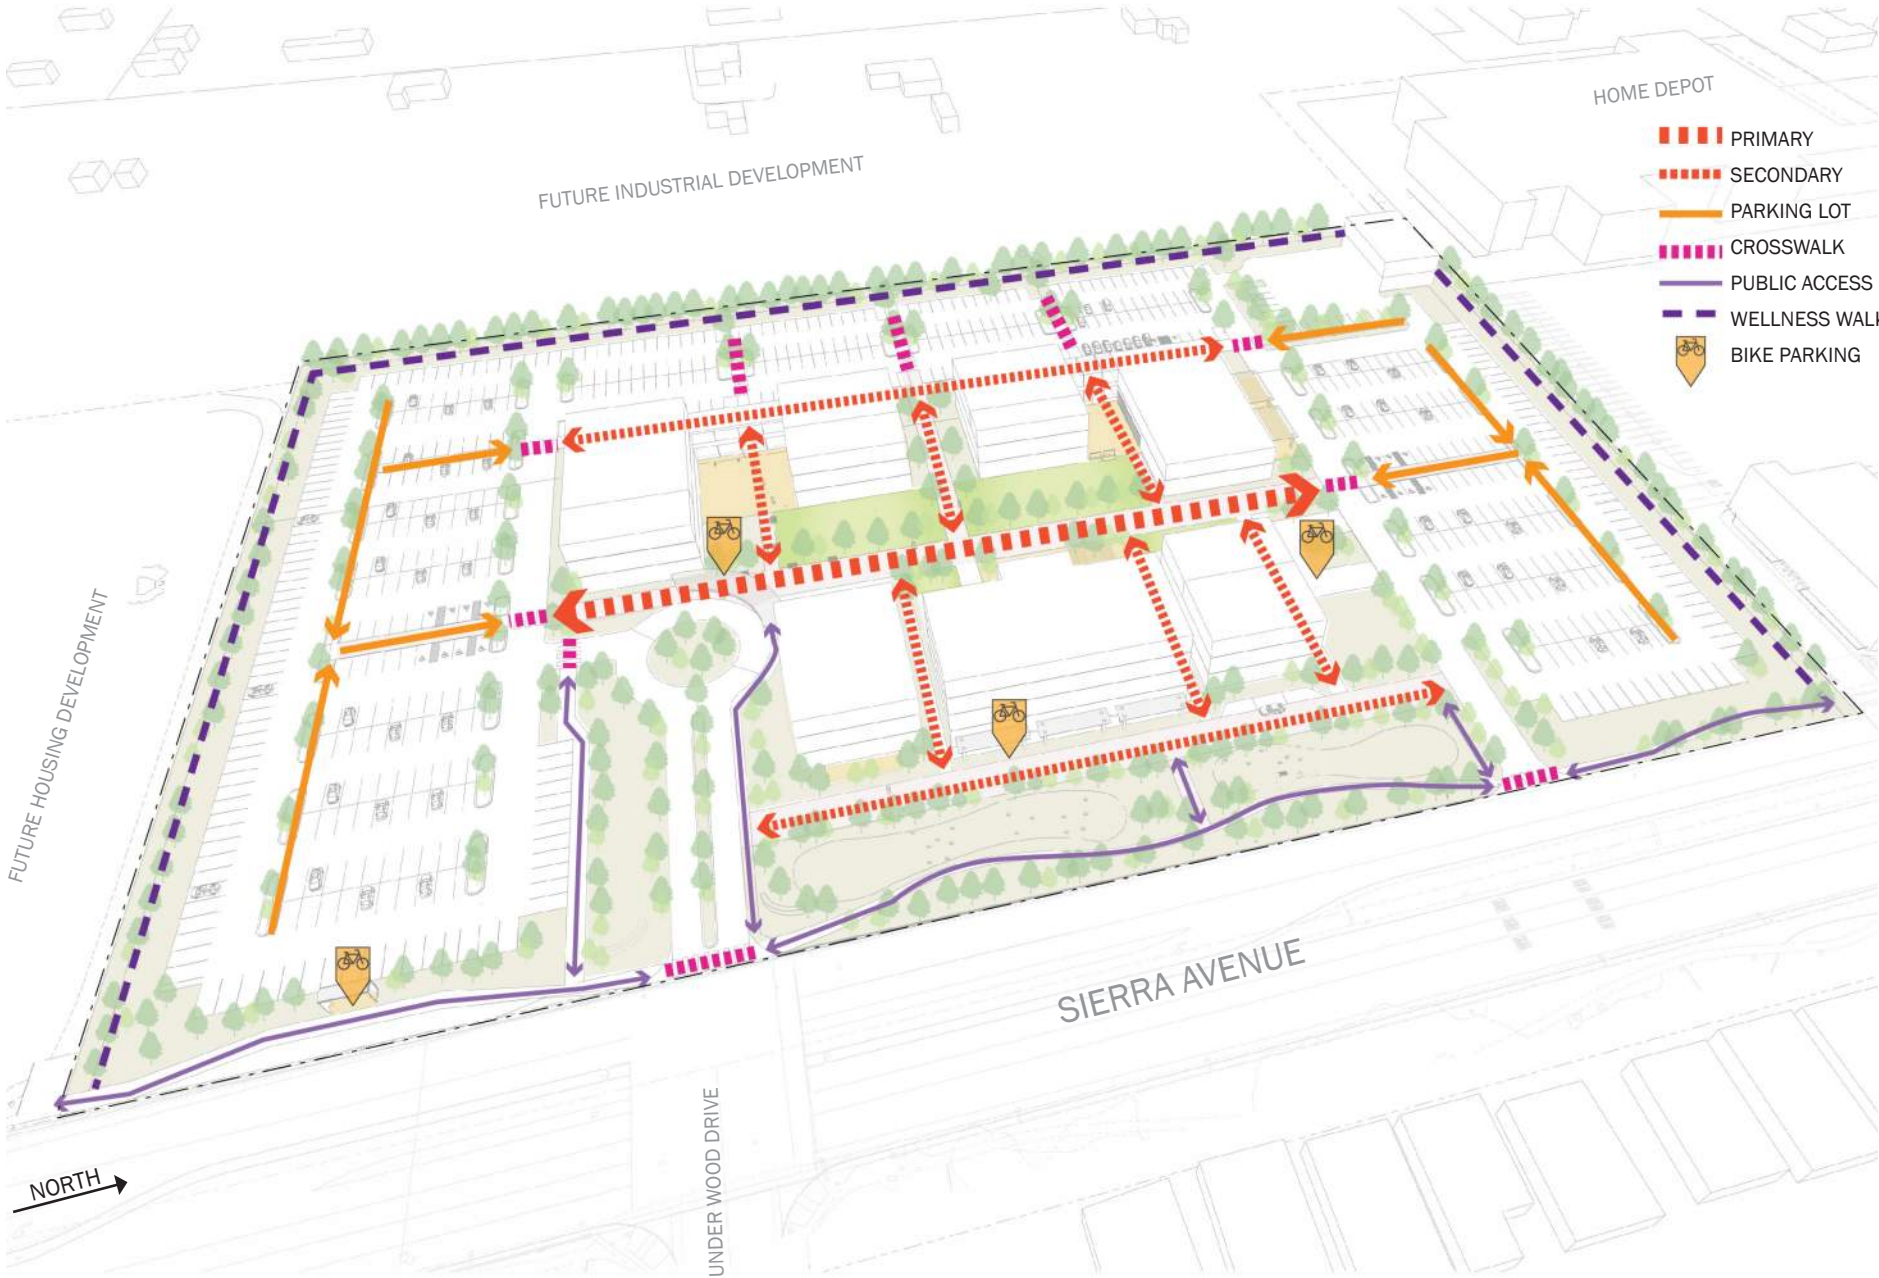 HOME DEPOT
PRIMARY
SECONDARY
PARKING LOT
CROSSWALK
PUBLIC ACCESS
WELLNESS WALK
BIKE PARKING
FUTURE INDUSTRIAL DEVELOPMENT
FUTURE HOUSING DEVELOPMENT
SIERRA AVENUE
UNDER WOOD DRIVE
NORTH